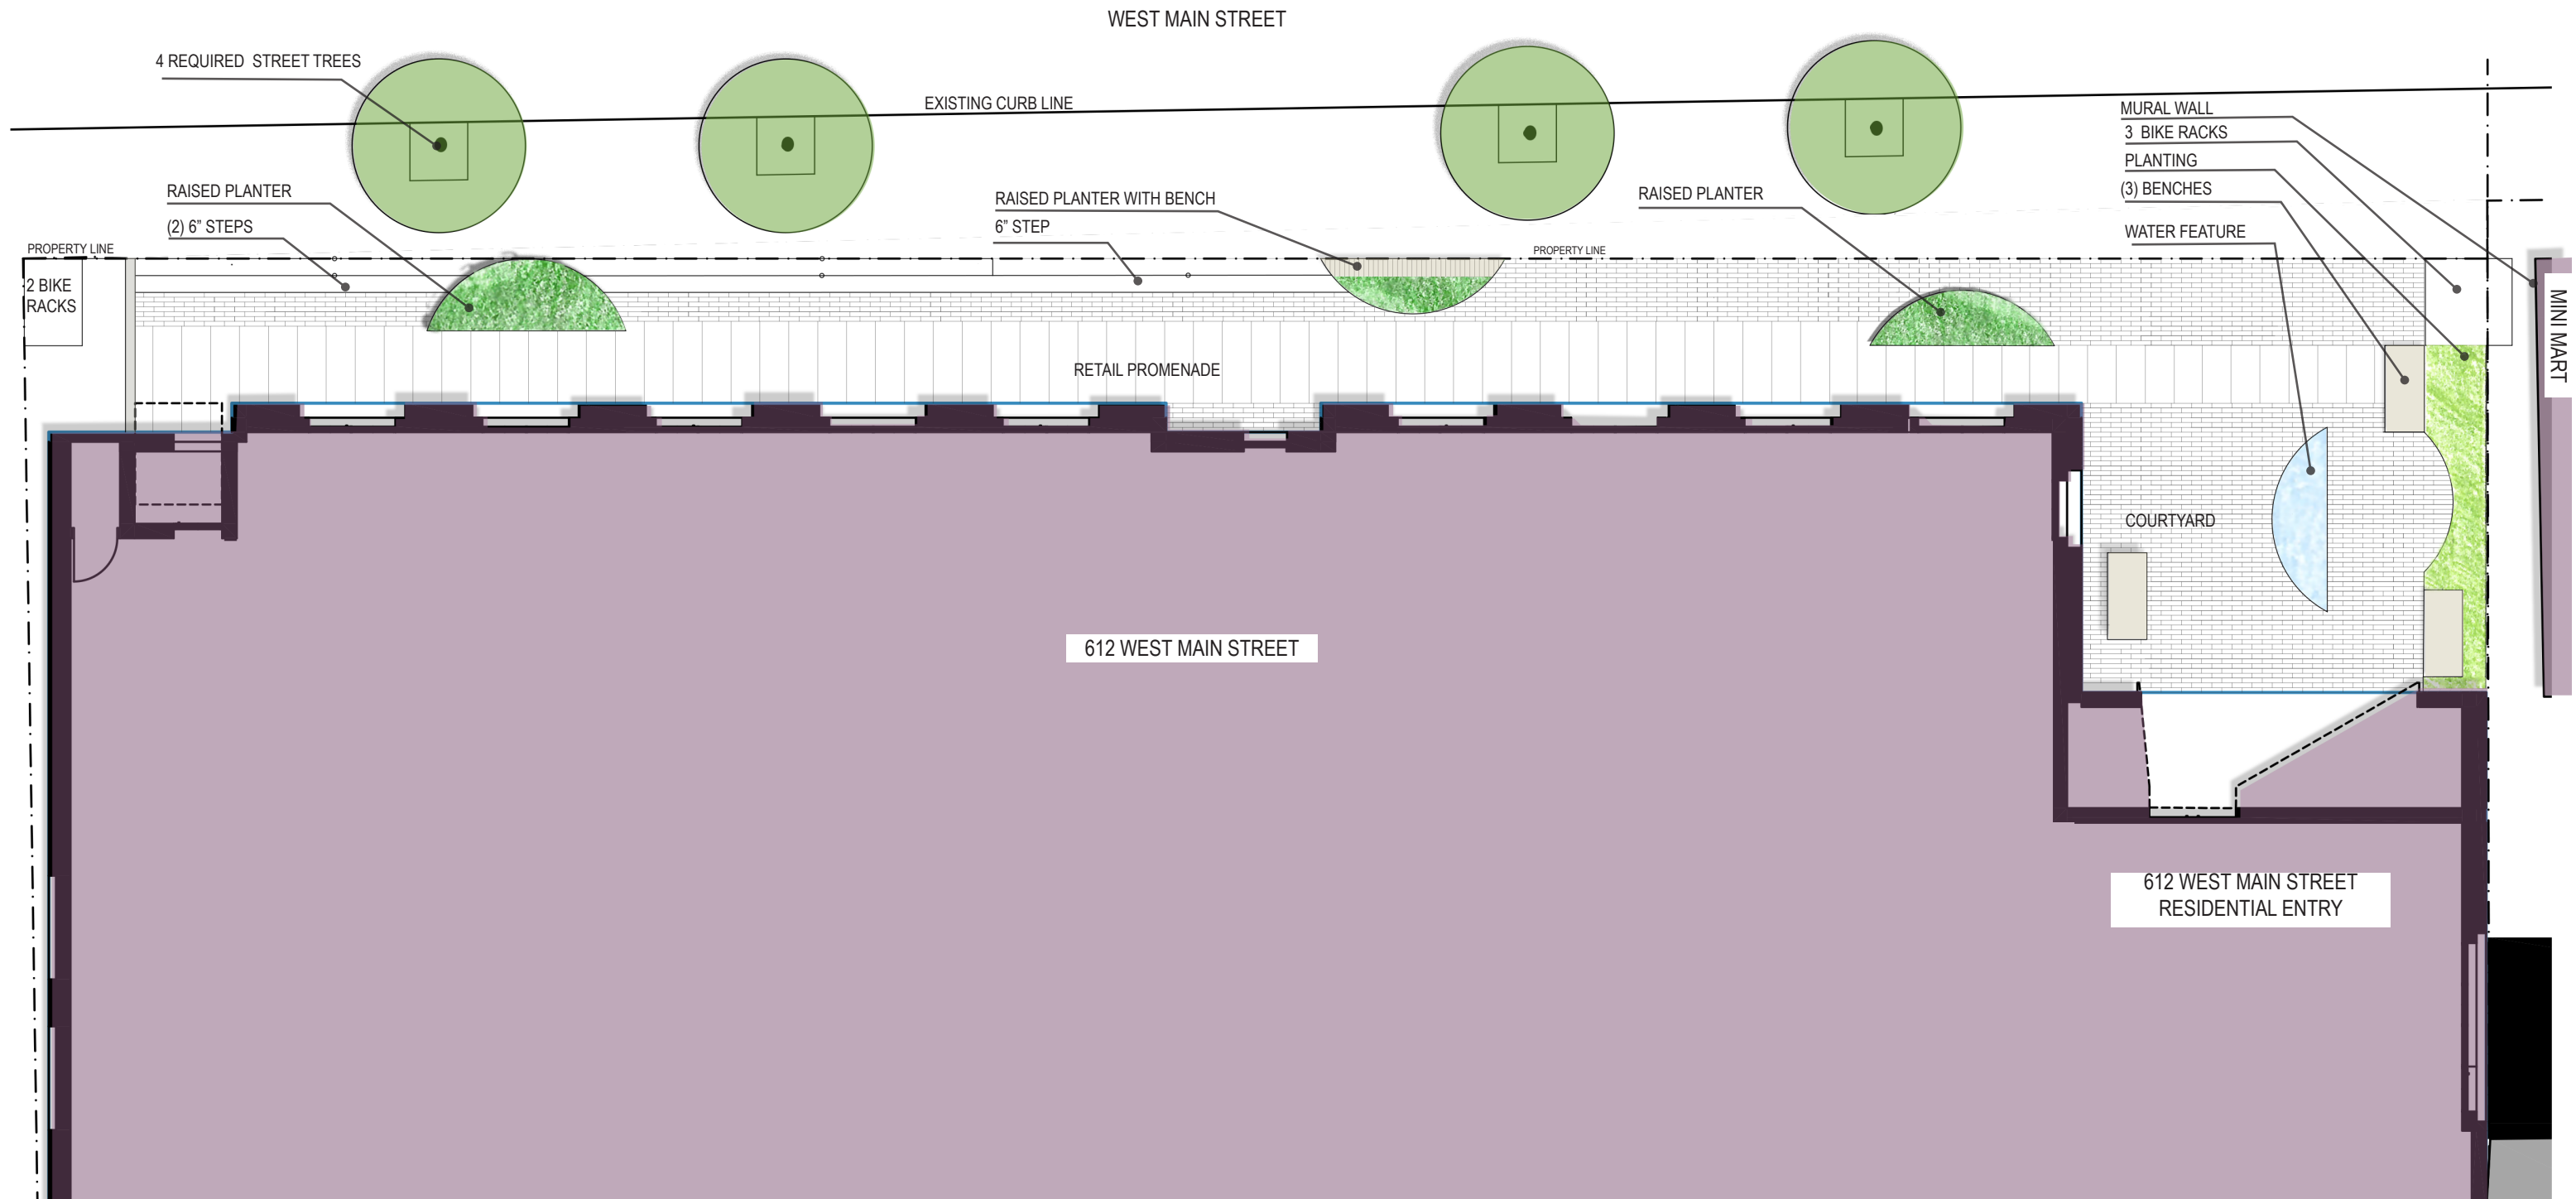 WEST MAIN STREET
4 REQUIRED STREET TREES
EXISTING CURB LINE
MURAL WALL
3 BIKE RACKS
PLANTING
(3) BENCHES
WATER FEATURE
RAISED PLANTER
(2) 6” STEPS
RAISED PLANTER WITH BENCH
6” STEP
RAISED PLANTER
PROPERTY LINE
PROPERTY LINE
2 BIKE
RACKS
MINI MART
RETAIL PROMENADE
COURTYARD
612 WEST MAIN STREET
612 WEST MAIN STREET
RESIDENTIAL ENTRY